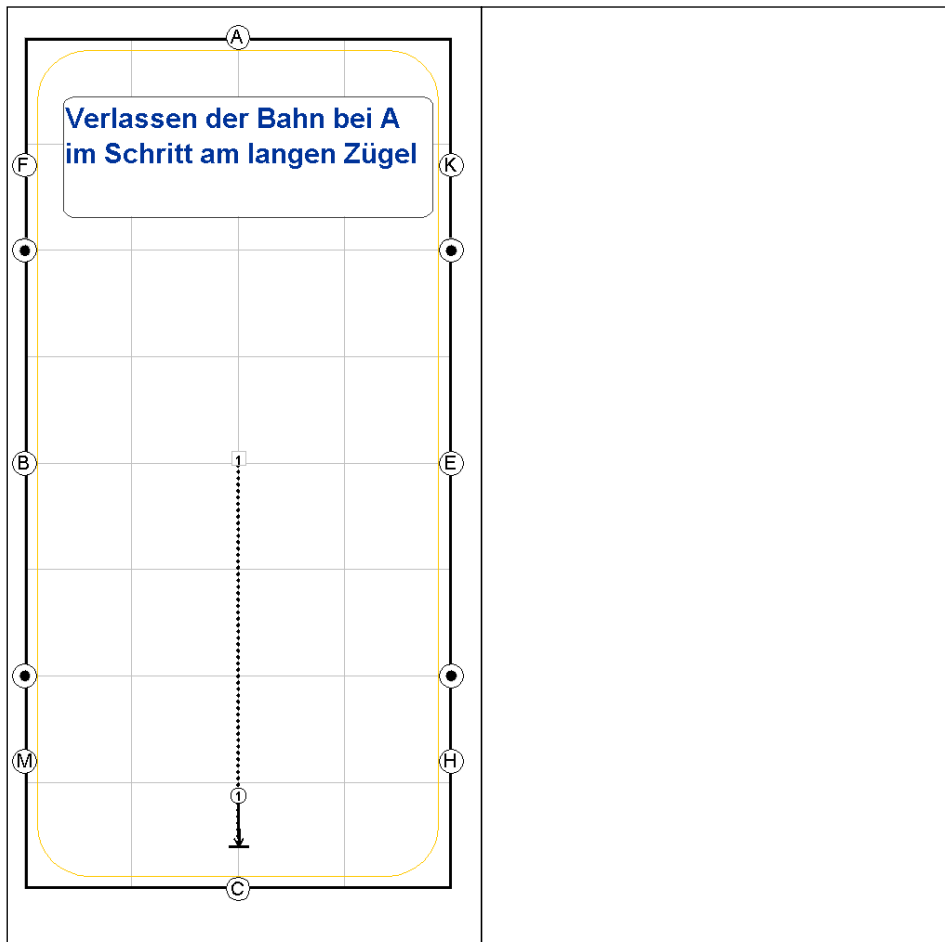 A
Verlassen der Bahn bei A
im Schritt am langen Zügel
F
K
1
B
E
M
H
1
C